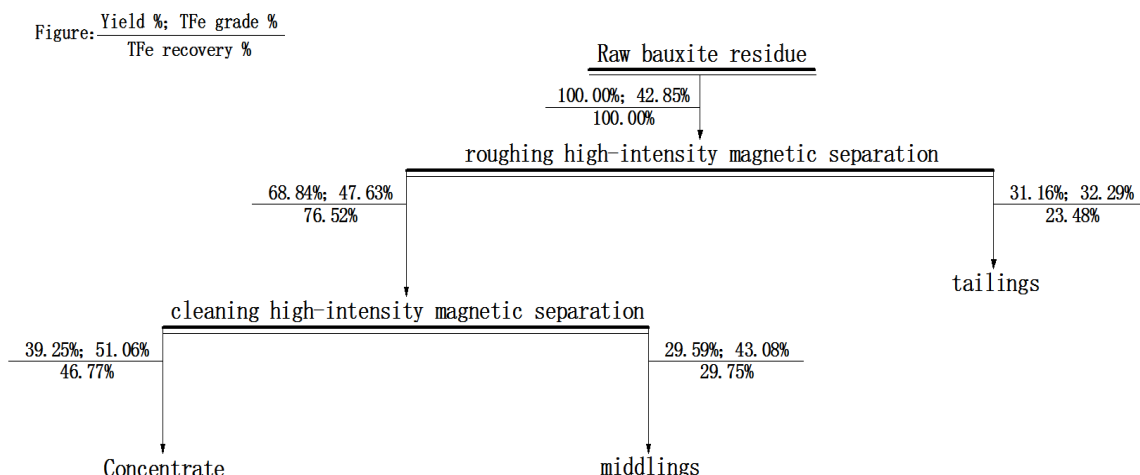 Figure: Yield %; TFe grade %
TFe recovery %
Raw bauxite residue
100.00%; 42.85%
100.00%
roughing high-intensity magnetic separation
68.84%; 47.63%
76.52%
31.16%; 32.29%
23.48%
tailings
cleaning high-intensity magnetic separation
39.25%; 51.06%
46.77%
29.59%; 43.08%
29.75%
Concentrate
middlings